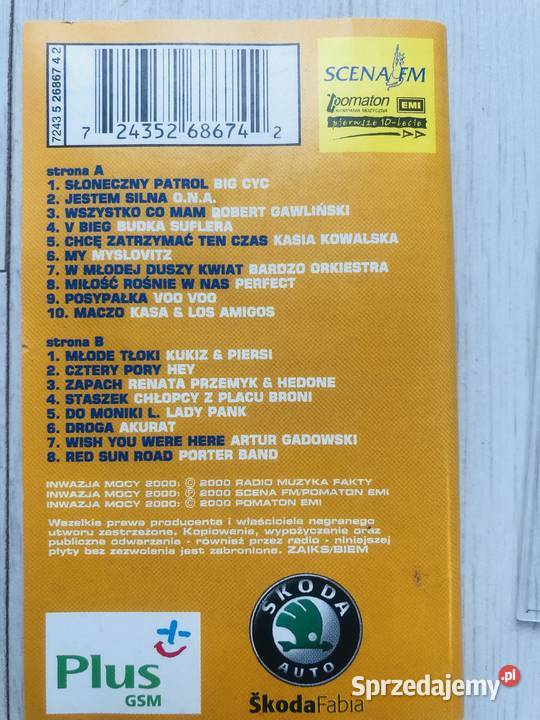 7243 5 26867 4 2
7 24352 68674 2
SCENA FM
pomaton EMI
KOMPANIA MUZYCZNA
pierwsze 10-lecie
strona A
1. SŁONECZNY PATROL BIG CYC
2. JESTEM SILNA O.N.A.
3. WSZYSTKO CO MAM ROBERT GAWLIŃSKI
4. V BIEG BUDKA SUFLERA
5. CHCĘ ZATRZYMAĆ TEN CZAS KASIA KOWALSKA
6. MY MYSLOVITZ
7. W MŁODEJ DUSZY KWIAT BARDZO ORKIESTRA
8. MIŁOŚĆ ROŚNIE W NAS PERFECT
9. POSYPAŁKA VOO VOO
10. MACZO KASA & LOS AMIGOS
strona B
1. MŁODE TŁOKI KUKIZ & PIERSI
2. CZTERY PORY HEY
3. ZAPACH RENATA PRZEMYK & HEDONE
4. STASZEK CHŁOPCY Z PLACU BRONI
5. DO MONIKI L. LADY PANK
6. DROGA AKURAT
7. WISH YOU WERE HERE ARTUR GADOWSKI
8. RED SUN ROAD PORTER BAND
INWAZJA MOCY 2000: © 2000 RADIO MUZYKA FAKTY
INWAZJA MOCY 2000: ℗ 2000 SCENA FM/POMATON EMI
INWAZJA MOCY 2000: © 2000 POMATON EMI
Wszelkie prawa producenta i właściciela nagranego
utworu zastrzeżone. Kopiowanie, wypożyczanie oraz
publiczne odtwarzanie - również przez radio - niniejszej
płyty bez zezwolenia jest zabronione. ZAIKS/BIEM
Plus
GSM
ŠKODA
AUTO
ŠkodaFabia
Sprzedajemy.pl